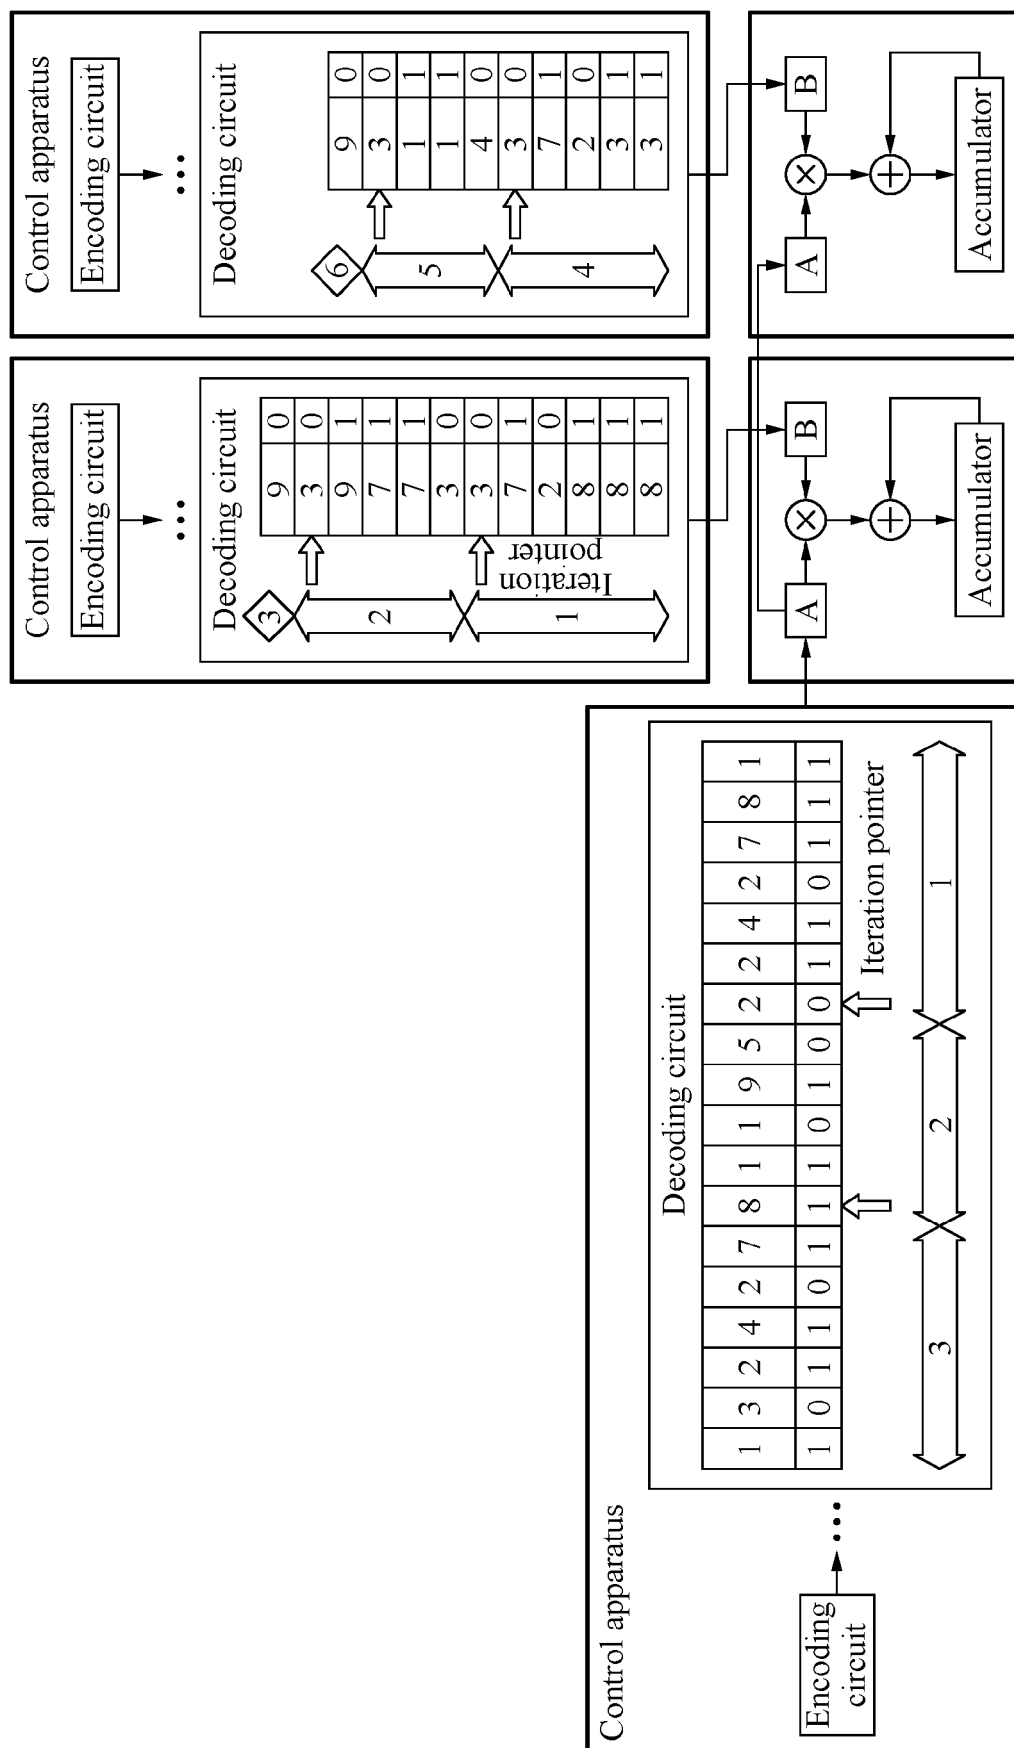 Control apparatus
Encoding circuit
...
Decoding circuit
9 0
3 0
9 1
7 1
7 1
3 0
3 0
7 1
2 0
8 1
8 1
8 1
3
2
1
Iteration
pointer
Control apparatus
Encoding circuit
...
Decoding circuit
9 0
3 0
1 1
1 1
4 0
3 0
7 1
2 0
3 1
3 1
6
5
4
Control apparatus
Encoding
circuit
...
Decoding circuit
1 3 2 4 2 7 8 1 1 9 5 2 2 4 2 7 8 1
1 0 1 1 0 1 1 1 0 1 0 0 1 1 0 1 1 1
Iteration pointer
3 2 1
A × B
+
Accumulator
A × B
+
Accumulator